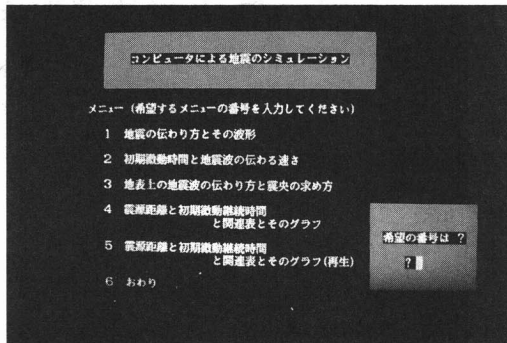 コンピュータによる地震のシミュレーション
メニュー (希望するメニューの番号を入力してください)
1 地震の伝わり方とその波形
2 初期微動時間と地震波の伝わる速さ
3 地表上の地震波の伝わり方と震央の求め方
4 震源距離と初期微動継続時間
と関連表とそのグラフ
5 震源距離と初期微動継続時間
と関連表とそのグラフ(再生)
6 おわり
希望の番号は ?
?